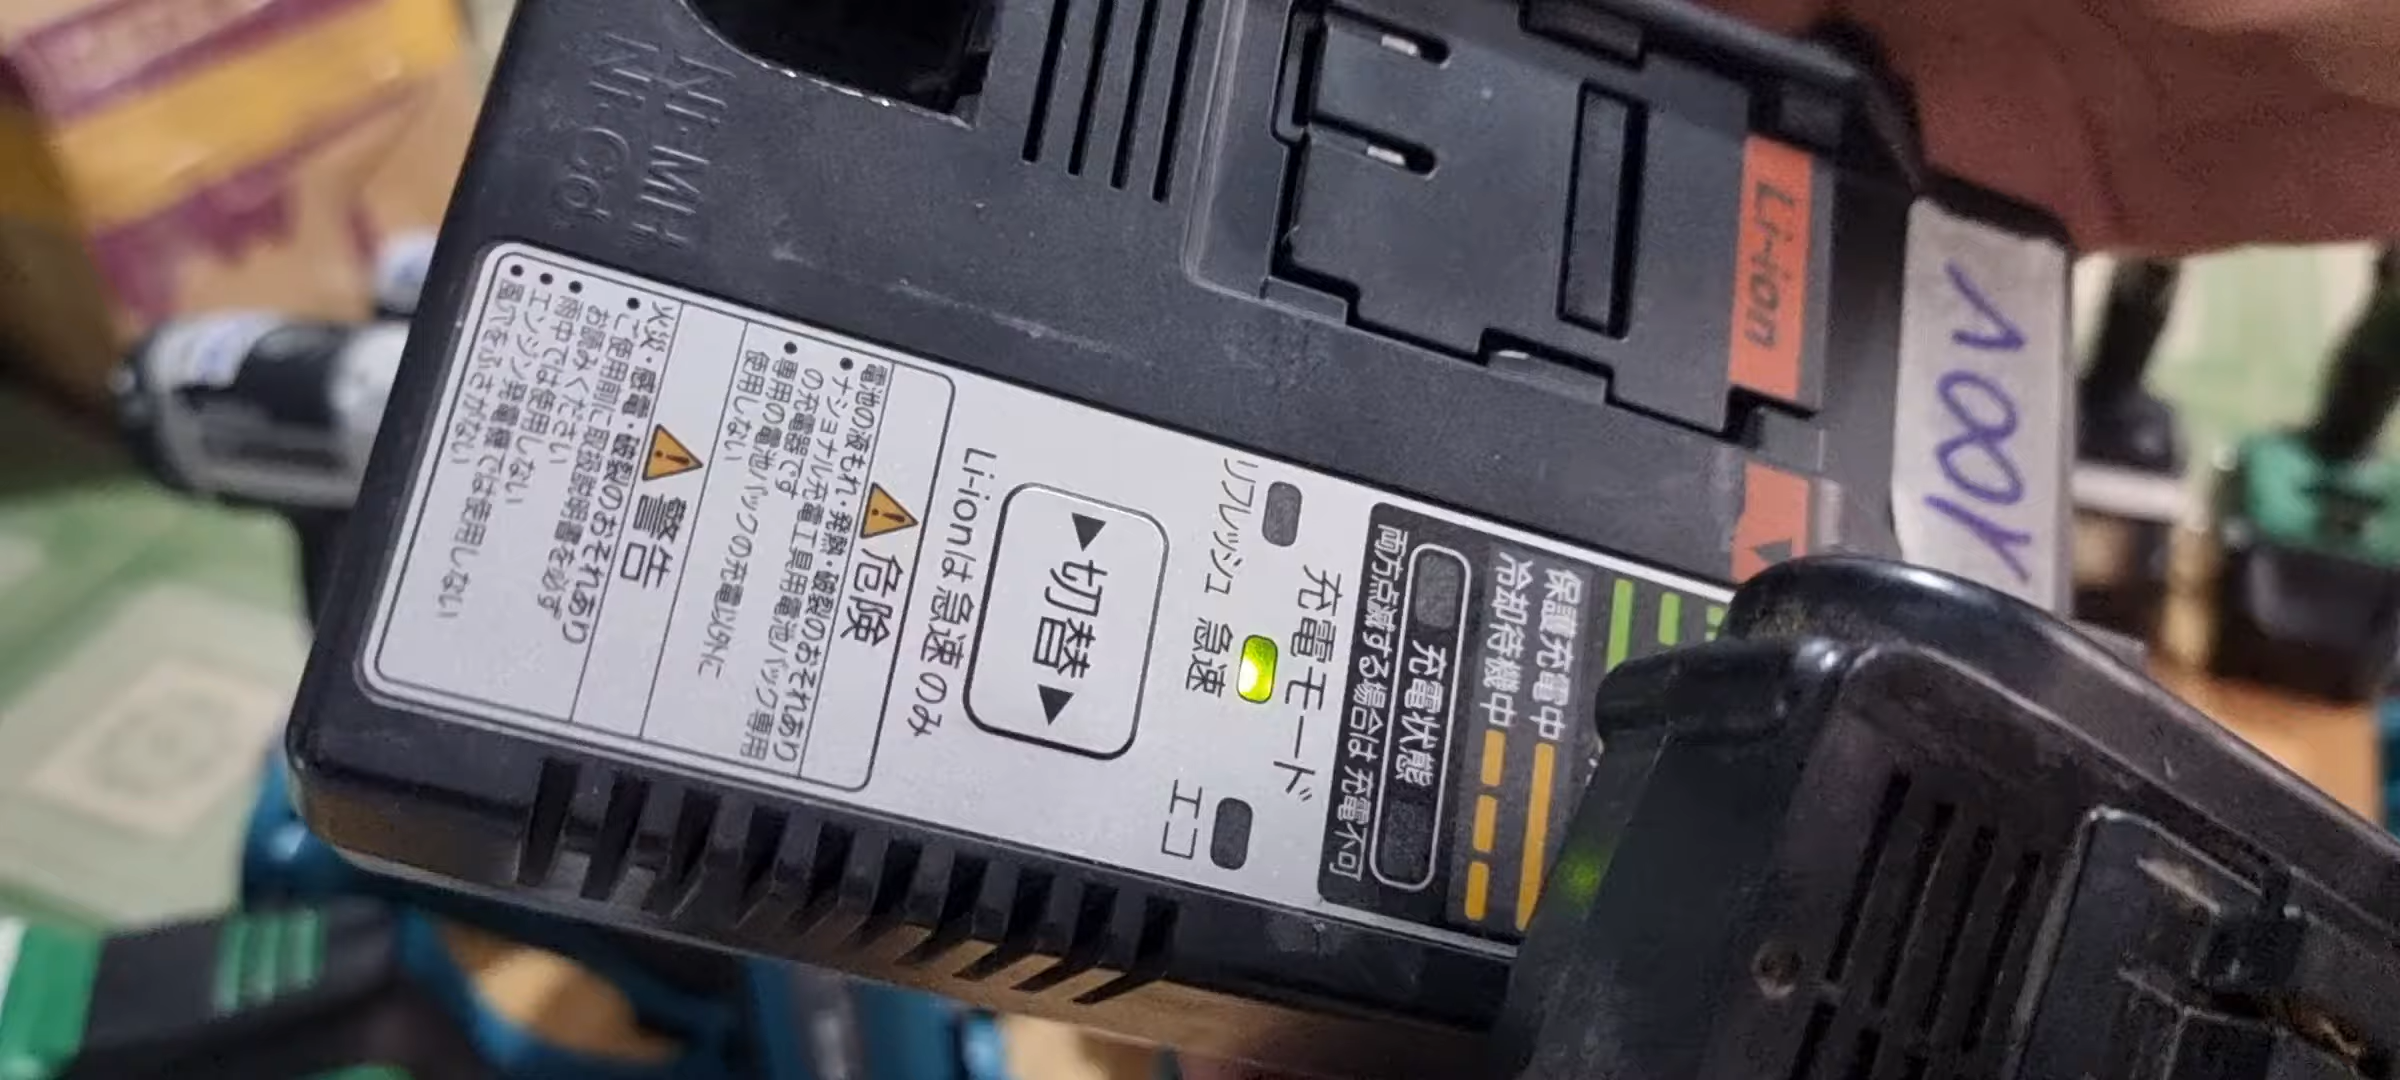 Ni-MH
Ni-Cd
Li-ion
100V
保護充電中
冷却待機中
充電状態
両方点滅する場合は 充電不可
充電モード
リフレッシュ 急速 エコ
◀切替▶
Li-ionは急速のみ
⚠危険
電池の液もれ・発熱・破裂のおそれあり
●ナショナル充電工具用電池パック専用
の充電器です
●専用の電池パックの充電以外に
使用しない
⚠警告
火災・感電・破裂のおそれあり
●ご使用前に取扱説明書を必ず
お読みください
●雨中では使用しない
●エンジン発電機では使用しない
●風穴をふさがない